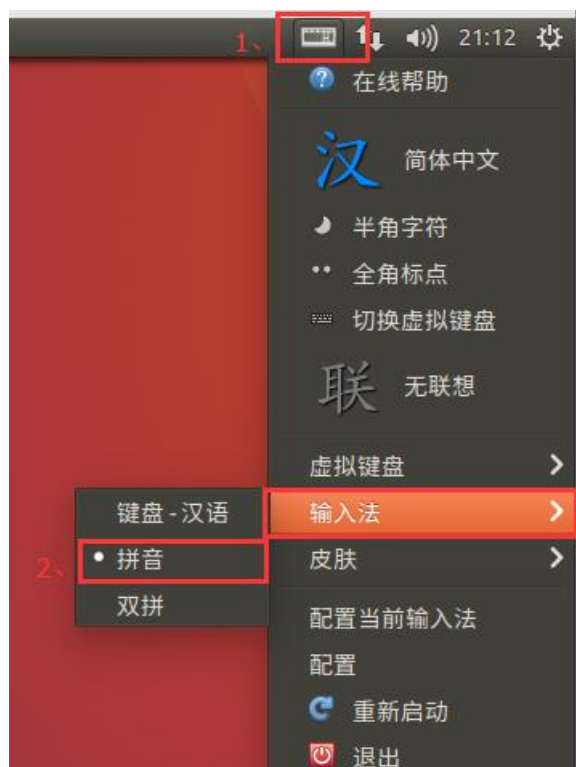 1、
21:12
在线帮助
汉 简体中文
半角字符
全角标点
切换虚拟键盘
联 无联想
虚拟键盘
键盘-汉语 输入法
2、 拼音 皮肤
双拼 配置当前输入法
配置
重新启动
退出